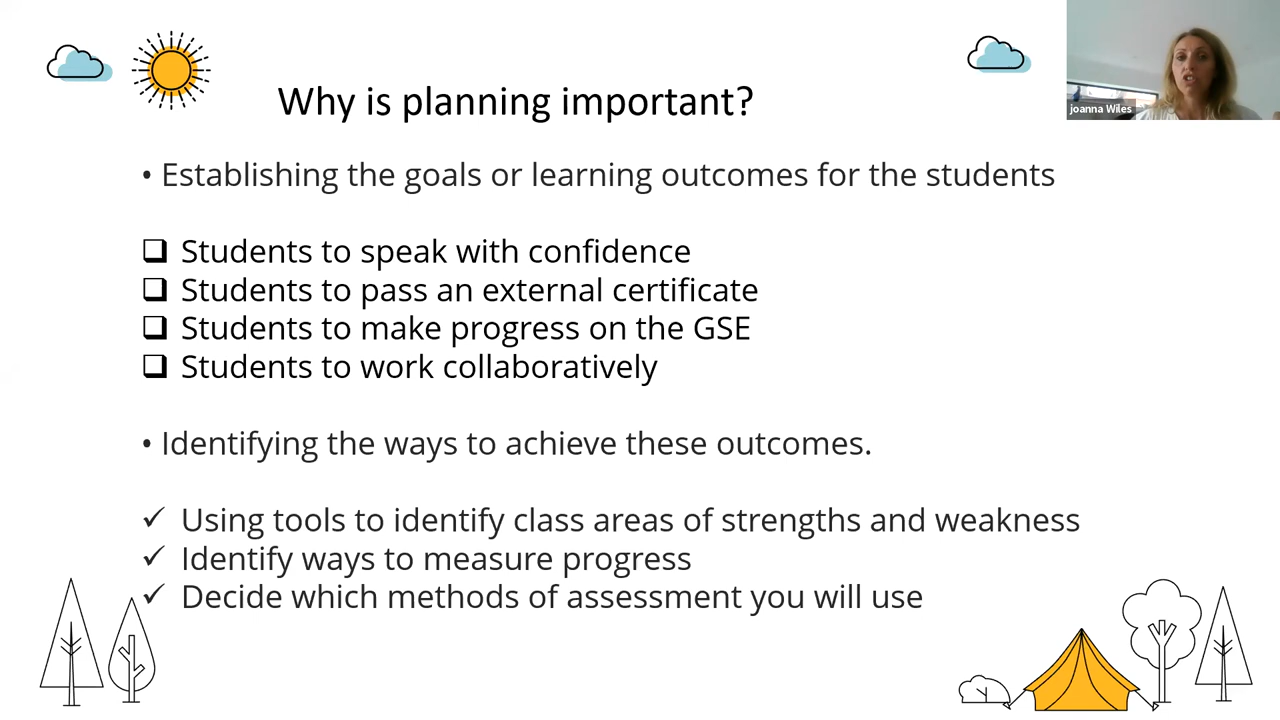 Why is planning important?
joanna Wiles
• Establishing the goals or learning outcomes for the students
❑ Students to speak with confidence
❑ Students to pass an external certificate
❑ Students to make progress on the GSE
❑ Students to work collaboratively
• Identifying the ways to achieve these outcomes.
✓ Using tools to identify class areas of strengths and weakness
✓ Identify ways to measure progress
✓ Decide which methods of assessment you will use